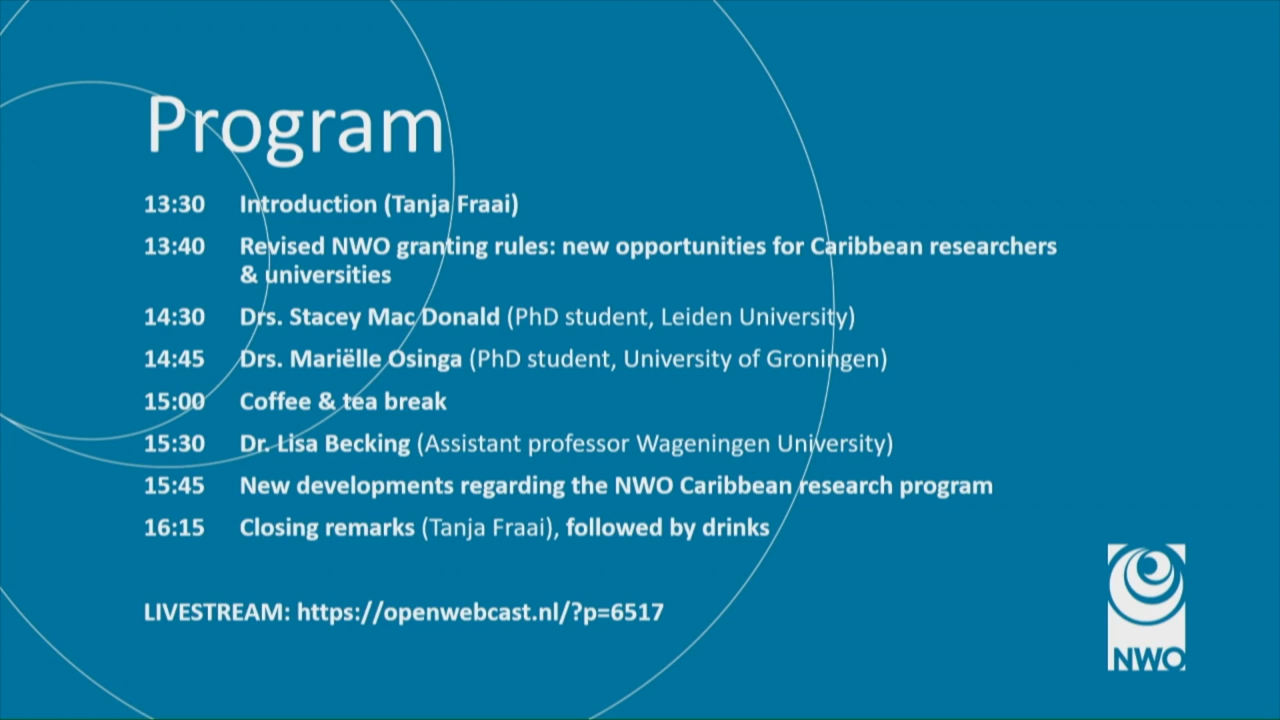 Program
13:30 Introduction (Tanja Fraai)
13:40 Revised NWO granting rules: new opportunities for Caribbean researchers
& universities
14:30 Drs. Stacey Mac Donald (PhD student, Leiden University)
14:45 Drs. Mariëlle Osinga (PhD student, University of Groningen)
15:00 Coffee & tea break
15:30 Dr. Lisa Becking (Assistant professor Wageningen University)
15:45 New developments regarding the NWO Caribbean research program
16:15 Closing remarks (Tanja Fraai), followed by drinks
LIVESTREAM: https://openwebcast.nl/?p=6517
NWO